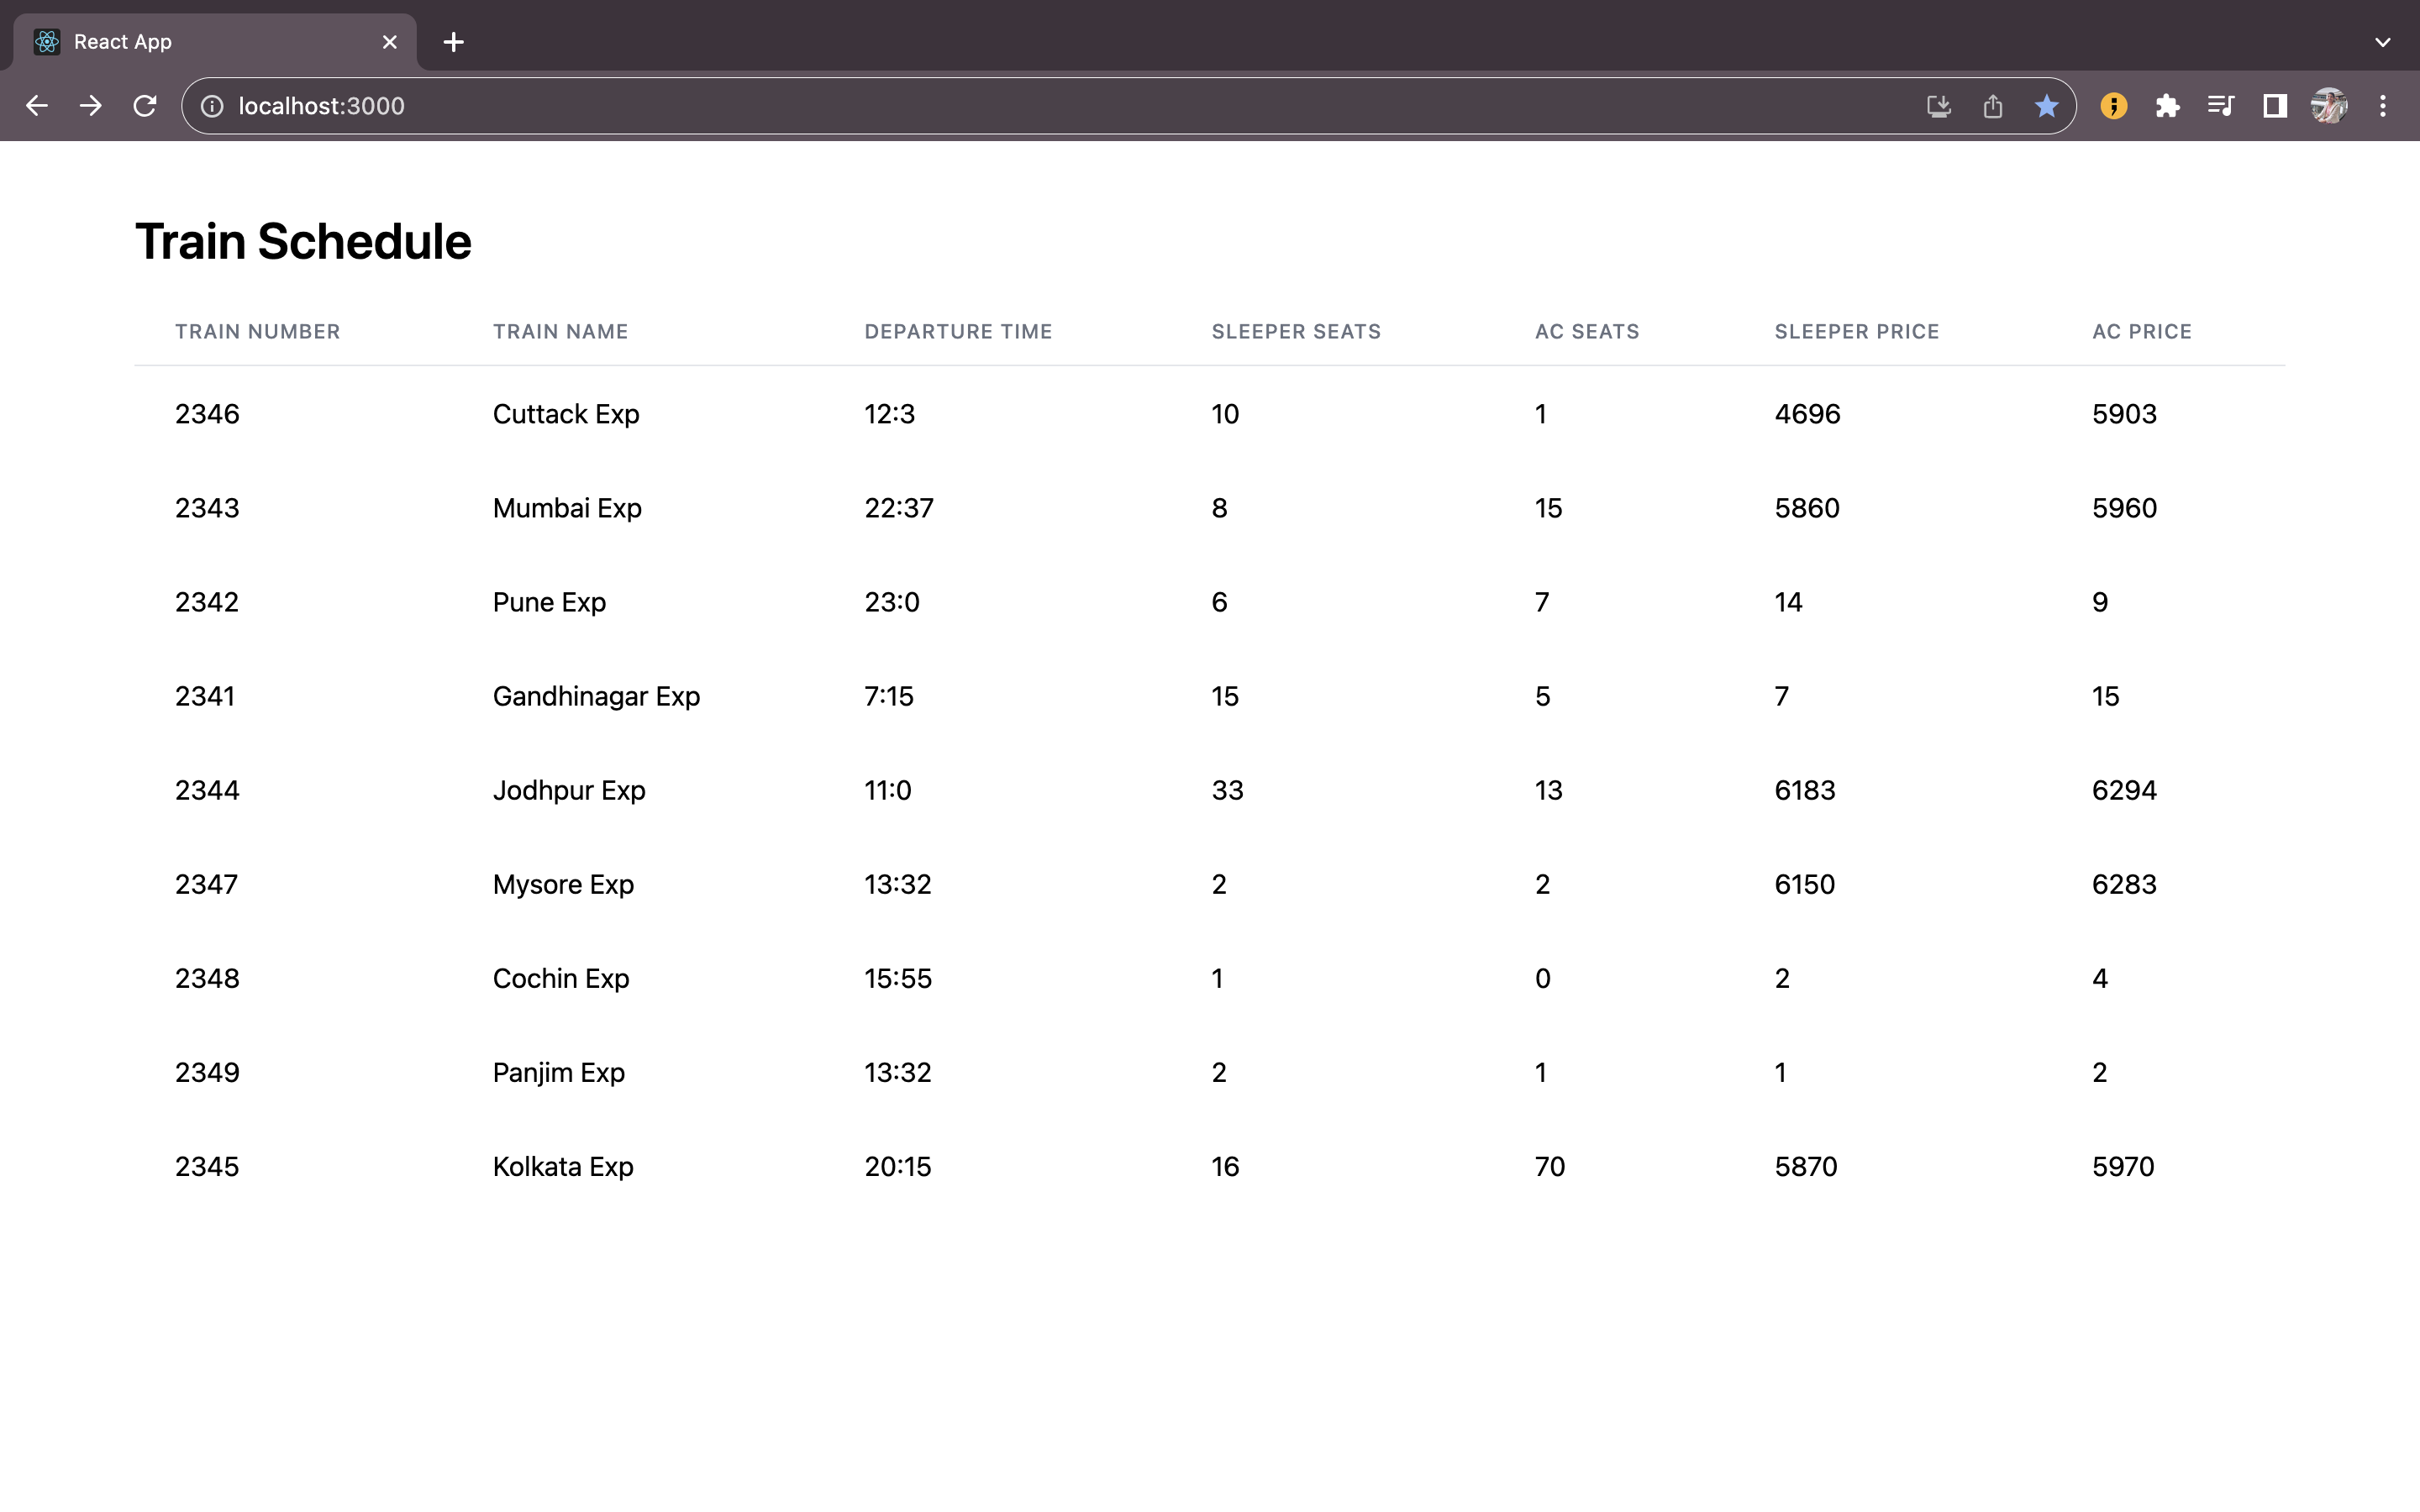 React App
localhost:3000
Train Schedule
TRAIN NUMBER TRAIN NAME DEPARTURE TIME SLEEPER SEATS AC SEATS SLEEPER PRICE AC PRICE
2346 Cuttack Exp 12:3 10 1 4696 5903
2343 Mumbai Exp 22:37 8 15 5860 5960
2342 Pune Exp 23:0 6 7 14 9
2341 Gandhinagar Exp 7:15 15 5 7 15
2344 Jodhpur Exp 11:0 33 13 6183 6294
2347 Mysore Exp 13:32 2 2 6150 6283
2348 Cochin Exp 15:55 1 0 2 4
2349 Panjim Exp 13:32 2 1 1 2
2345 Kolkata Exp 20:15 16 70 5870 5970